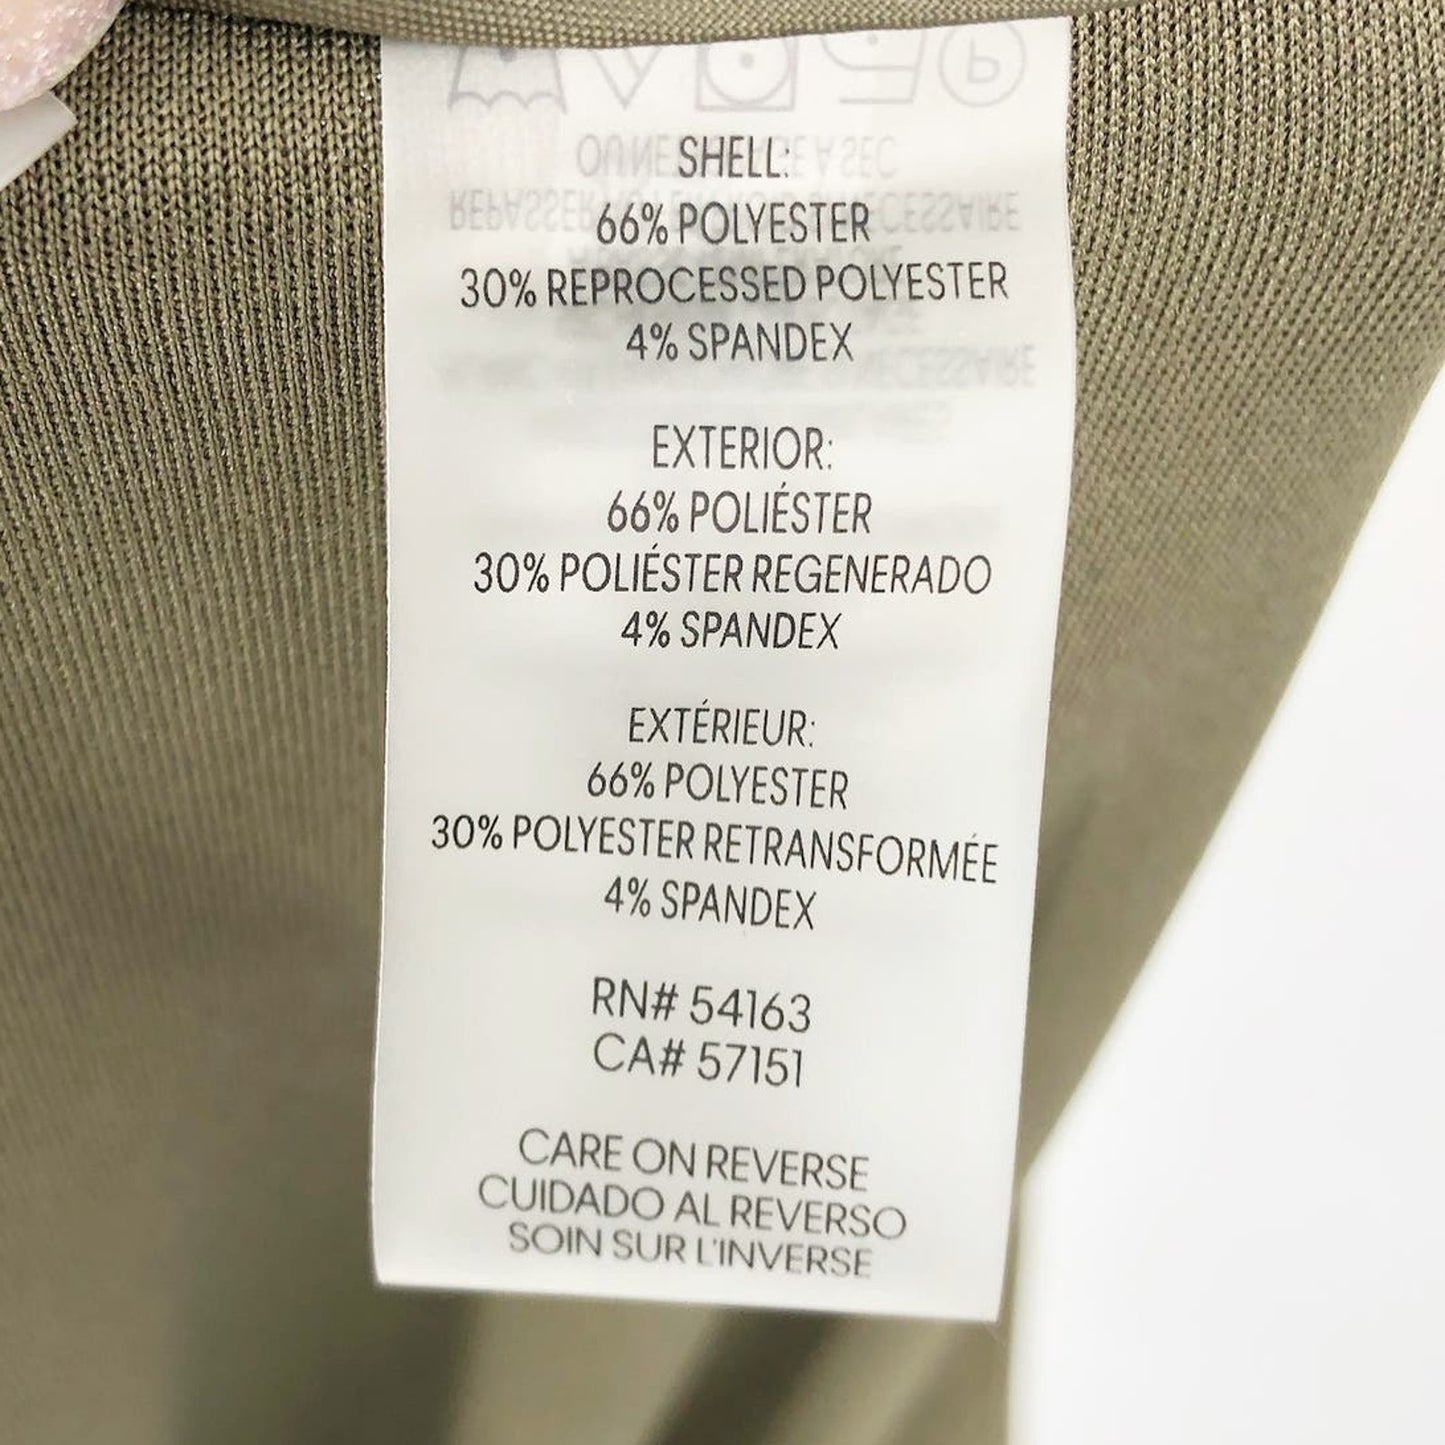 SHELL:
66% POLYESTER
30% REPROCESSED POLYESTER
4% SPANDEX
EXTERIOR:
66% POLIÉSTER
30% POLIÉSTER REGENERADO
4% SPANDEX
EXTÉRIEUR:
66% POLYESTER
30% POLYESTER RETRANSFORMÉE
4% SPANDEX
RN# 54163
CA# 57151
CARE ON REVERSE
CUIDADO AL REVERSO
SOIN SUR L'INVERSE